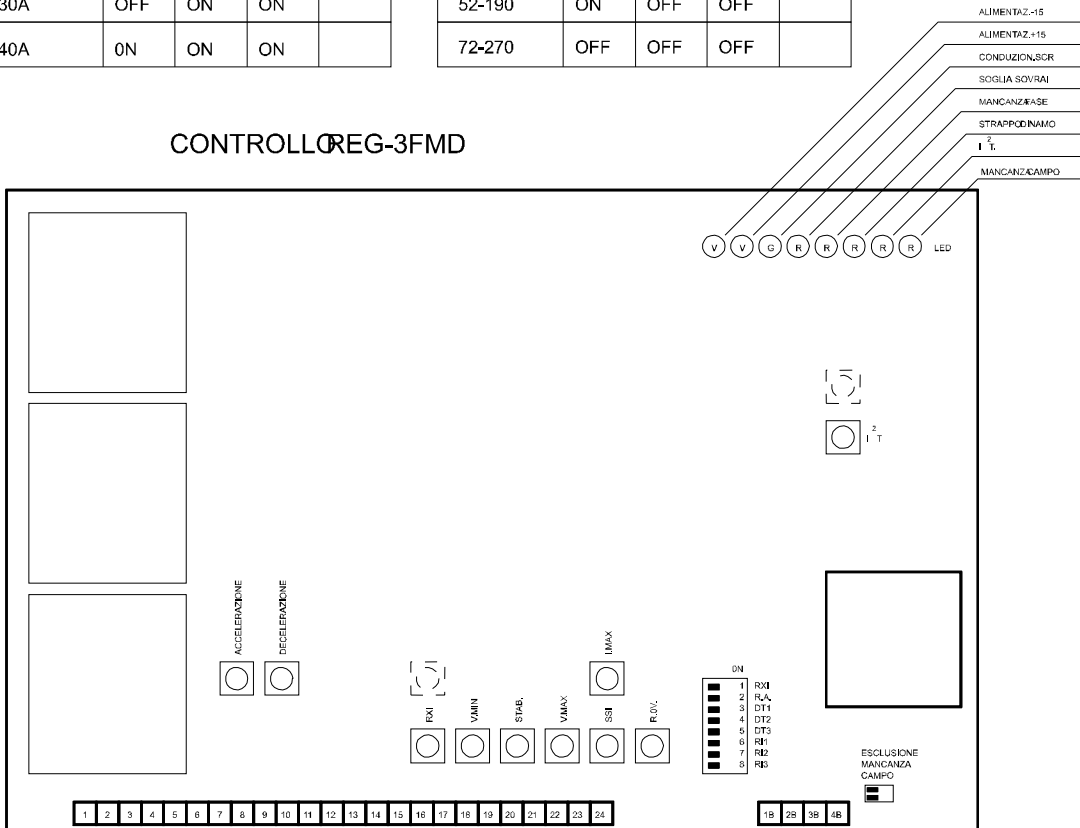 30A OFF ON ON
52-190 ON OFF OFF
40A 0N ON ON
72-270 OFF OFF OFF
ALIMENTAZ.-15
ALIMENTAZ.+15
CONDUZION.SCR
SOGLIA SOVRAI
MANCANZAFASE
STRAPPODINAMO
I 2 T.
MANCANZACAMPO
CONTROLLOREG-3FMD
V V G R R R R R LED
I 2 T
ACCELERAZIONE
DECELERAZIONE
I.MAX
RXI
V.MIN
STAB.
V.MAX
SSI
R.0V.
DN
1 RXI
2 R.A.
3 DT1
4 DT2
5 DT3
6 RI1
7 RI2
8 RI3
ESCLUSIONE
MANCANZA
CAMPO
1 2 3 4 5 6 7 8 9 10 11 12 13 14 15 16 17 18 19 20 21 22 23 24
1B 2B 3B 4B